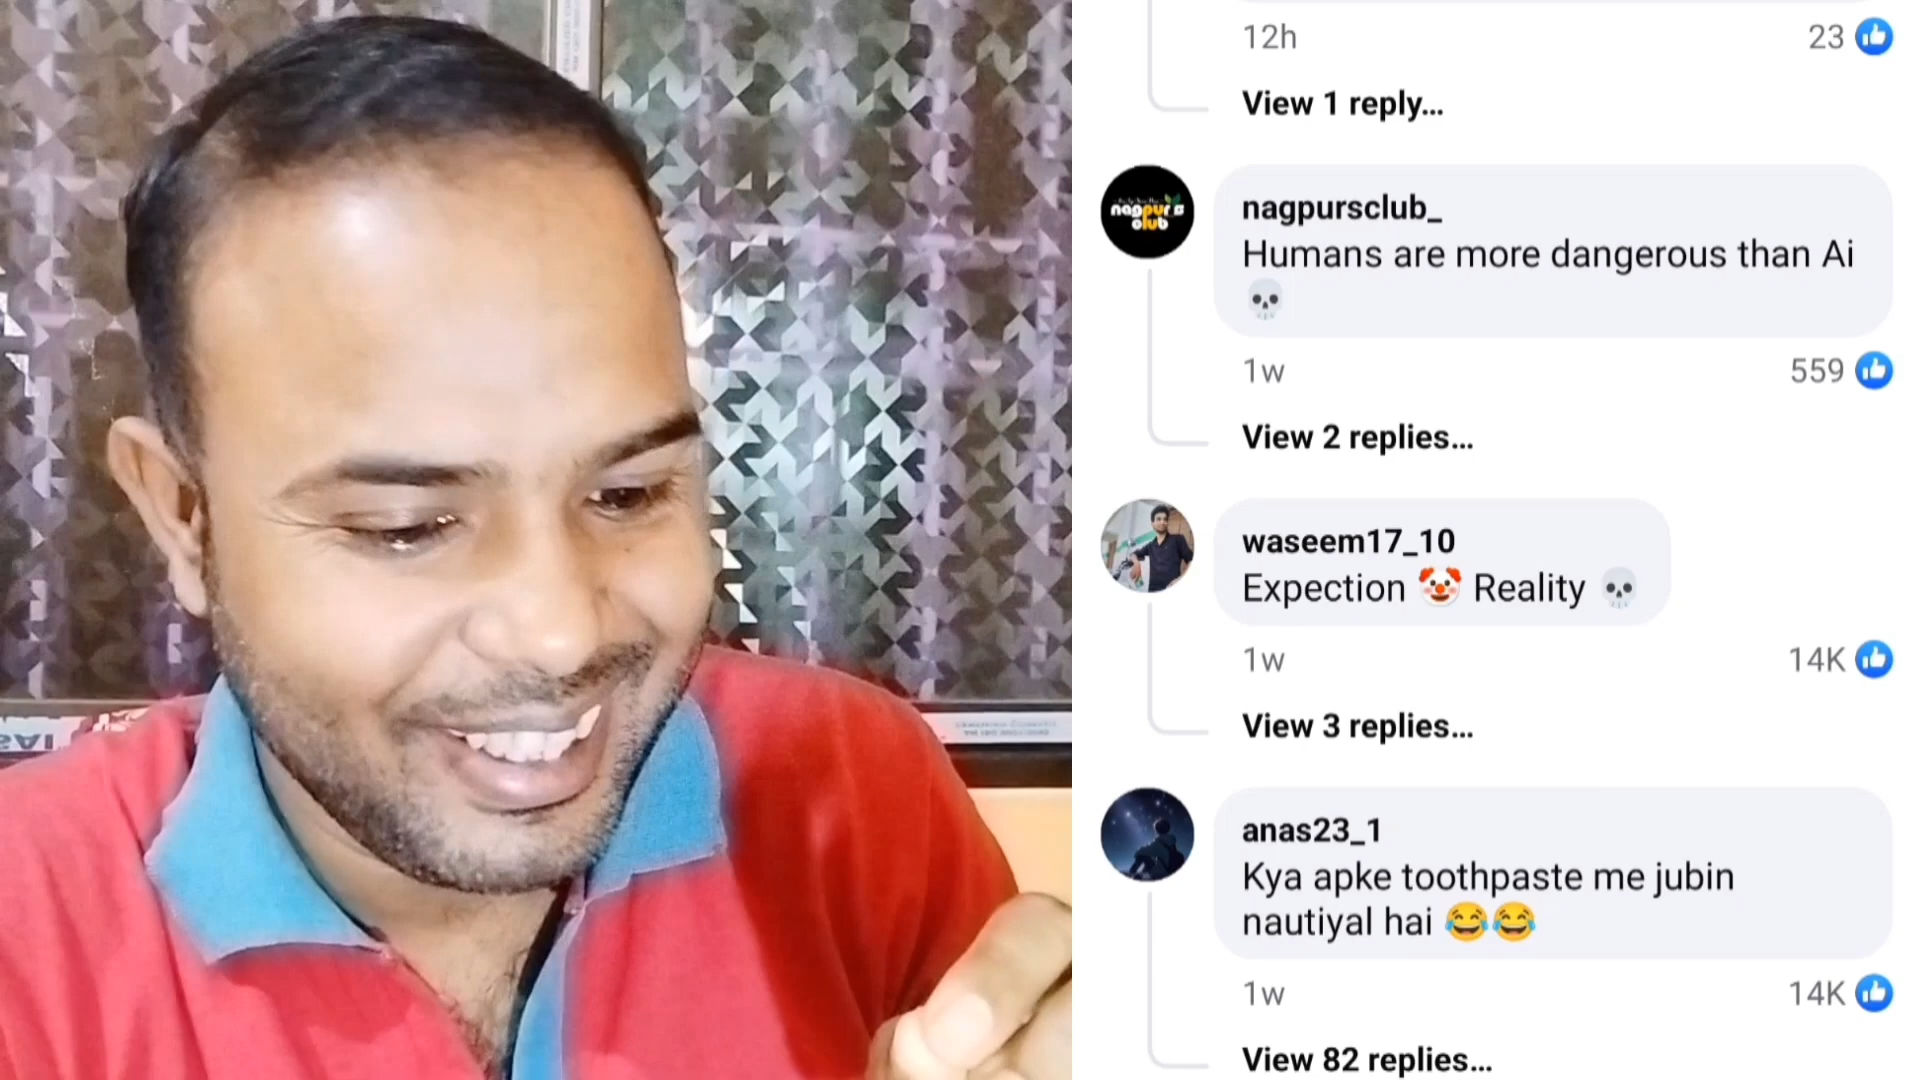 12h
23
View 1 reply...
nagpur's
club
nagpursclub_
Humans are more dangerous than Ai
💀
1w
559
View 2 replies...
waseem17_10
Expection 🤡 Reality 💀
1w
14K
View 3 replies...
anas23_1
Kya apke toothpaste me jubin
nautiyal hai 😂😂
1w
14K
View 82 replies...